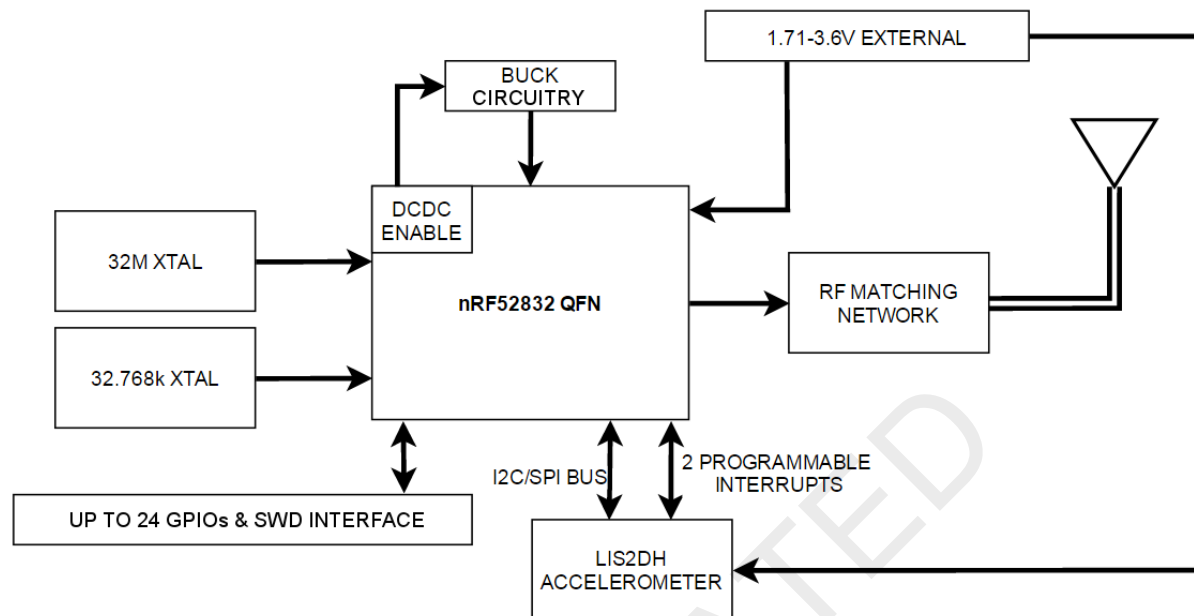 1.71-3.6V EXTERNAL
BUCK
CIRCUITRY
DCDC
ENABLE
32M XTAL
nRF52832 QFN
RF MATCHING
NETWORK
32.768k XTAL
I2C/SPI BUS
2 PROGRAMMABLE
INTERRUPTS
UP TO 24 GPIOs & SWD INTERFACE
LIS2DH
ACCELEROMETER